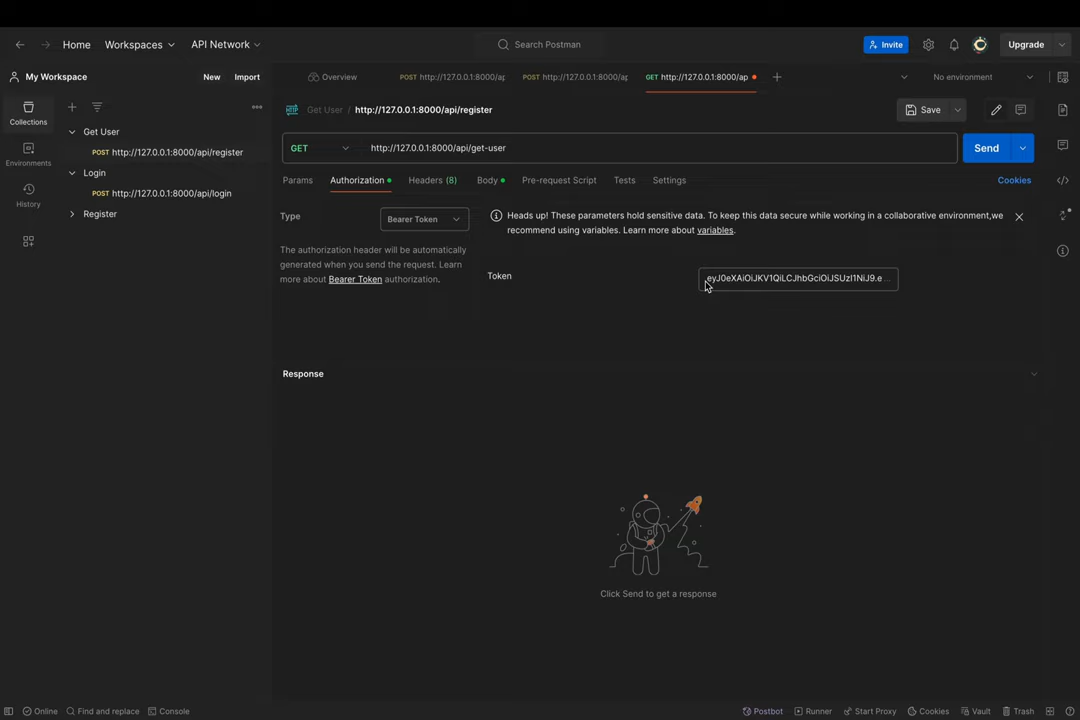 Home Workspaces API Network Search Postman Invite Upgrade
My Workspace New Import Overview POST http://127.0.0.1:8000/ap POST http://127.0.0.1:8000/ap GET http://127.0.0.1:8000/ap No environment
Collections
Environments
History
Get User
POST http://127.0.0.1:8000/api/register
Login
POST http://127.0.0.1:8000/api/login
Register
Get User / http://127.0.0.1:8000/api/register Save
GET http://127.0.0.1:8000/api/get-user Send
Params Authorization Headers (8) Body Pre-request Script Tests Settings Cookies
Type Bearer Token
The authorization header will be automatically
generated when you send the request. Learn
more about Bearer Token authorization.
Heads up! These parameters hold sensitive data. To keep this data secure while working in a collaborative environment,we
recommend using variables. Learn more about variables.
Token eyJ0eXAiOiJKV1QiLCJhbGciOiJSUzI1NiJ9.e ...
Response
Click Send to get a response
Online Find and replace Console Postbot Runner Start Proxy Cookies Vault Trash